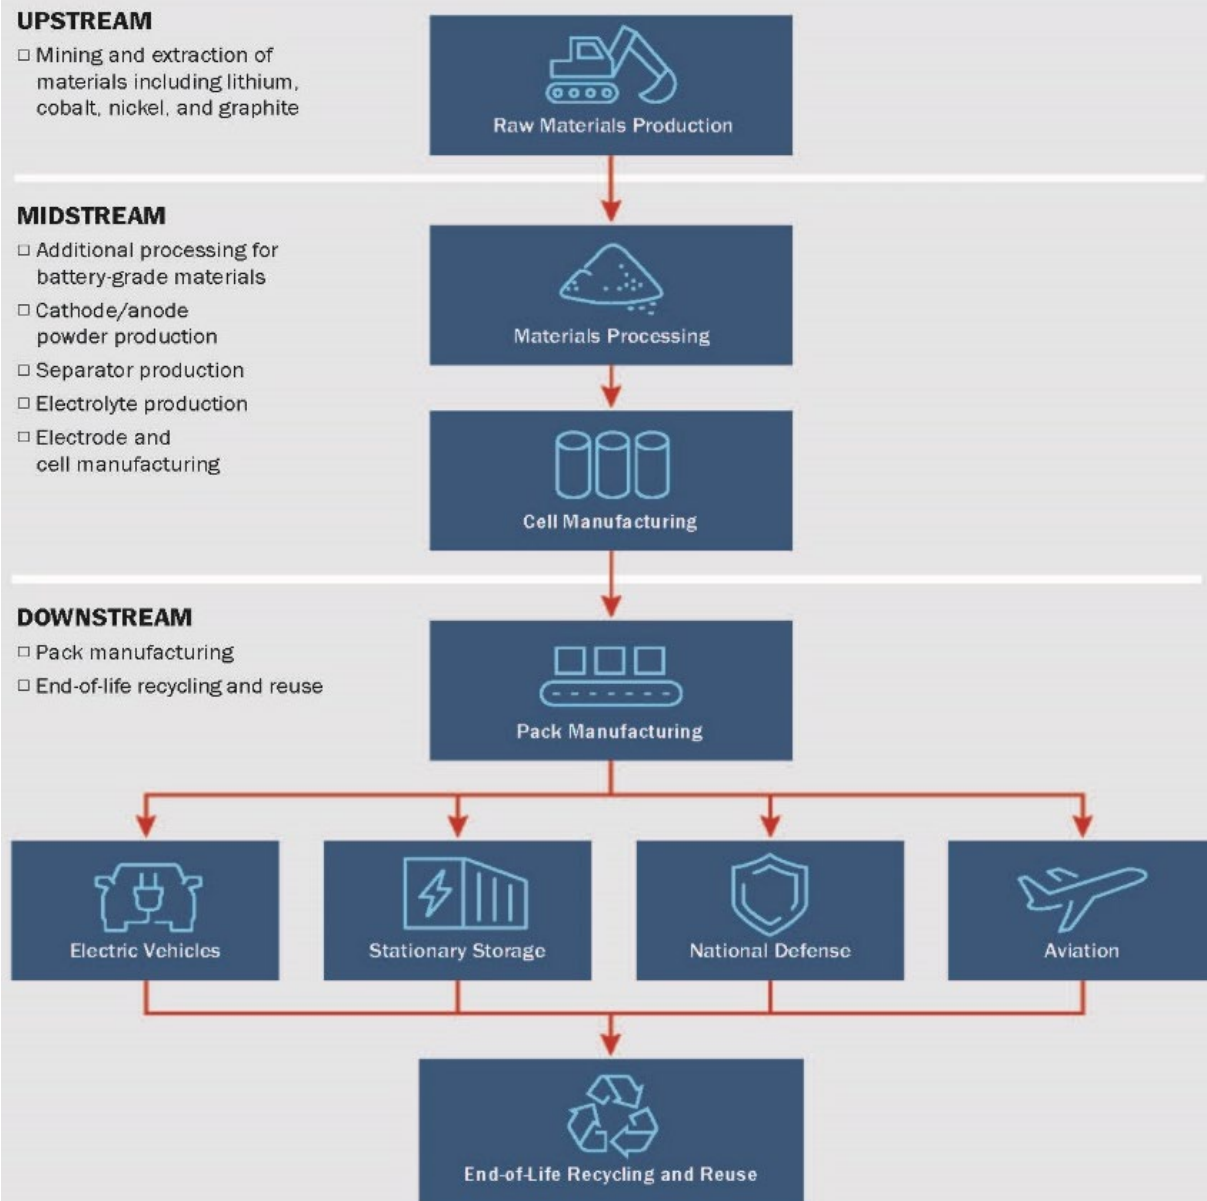 UPSTREAM
□ Mining and extraction of
materials including lithium,
cobalt, nickel, and graphite
Raw Materials Production
MIDSTREAM
□ Additional processing for
battery-grade materials
□ Cathode/anode
powder production
□ Separator production
□ Electrolyte production
□ Electrode and
cell manufacturing
Materials Processing
Cell Manufacturing
DOWNSTREAM
□ Pack manufacturing
□ End-of-life recycling and reuse
Pack Manufacturing
Electric Vehicles
Stationary Storage
National Defense
Aviation
End-of-Life Recycling and Reuse